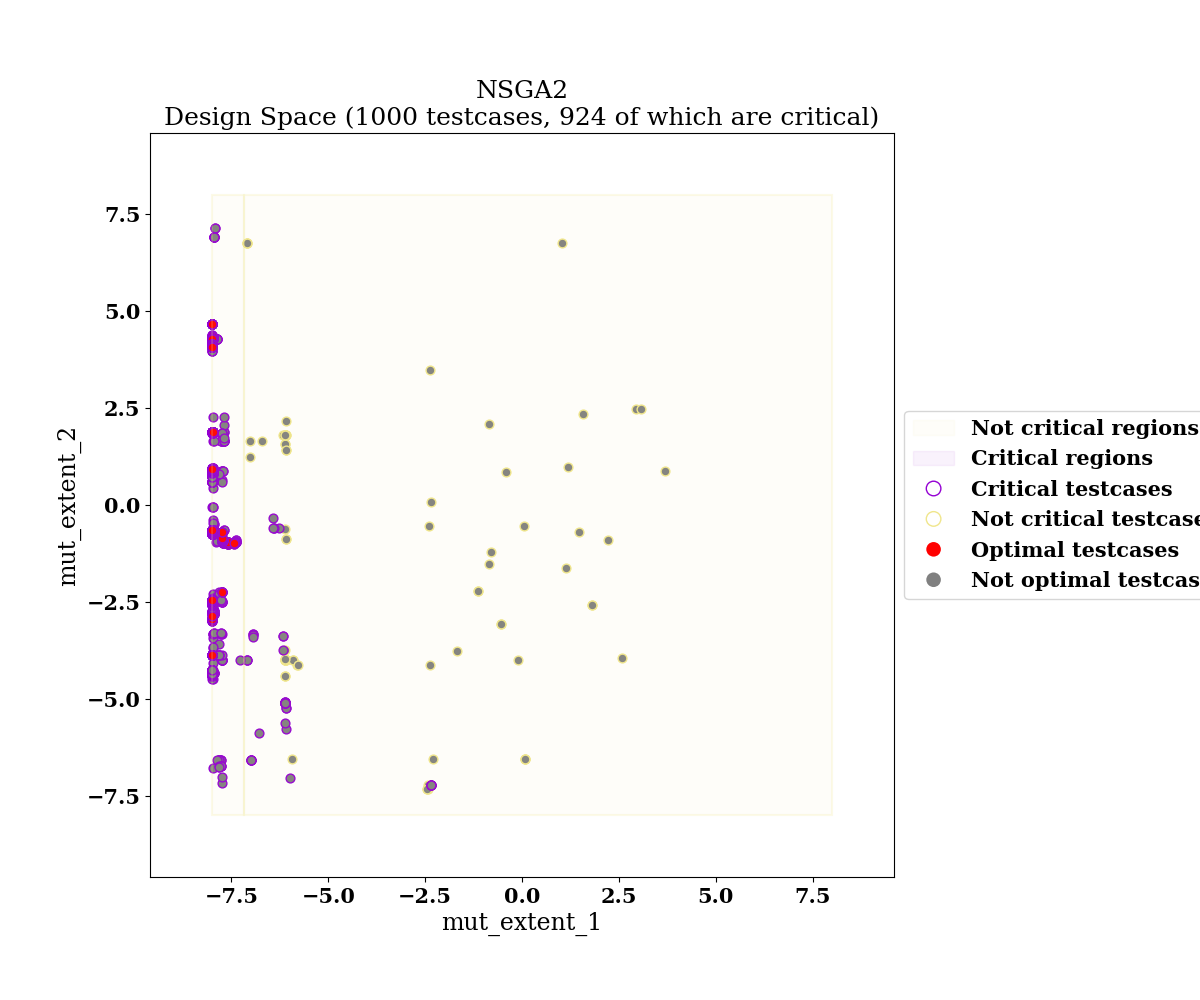 NSGA2
Design Space (1000 testcases, 924 of which are critical)
7.5
5.0
2.5
0.0
−2.5
−5.0
−7.5
mut_extent_2
−7.5 −5.0 −2.5 0.0 2.5 5.0 7.5
mut_extent_1
Not critical regions
Critical regions
Critical testcases
Not critical testcase
Optimal testcases
Not optimal testcas